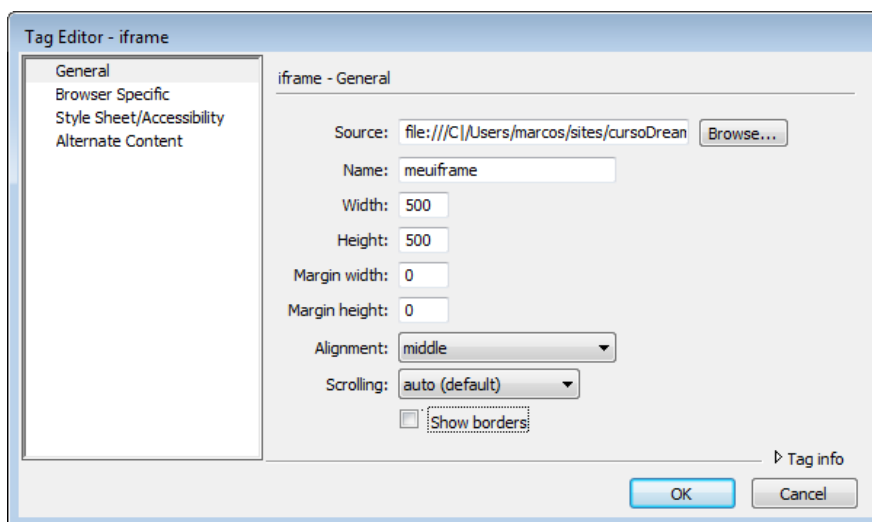 Tag Editor - iframe
General
Browser Specific
Style Sheet/Accessibility
Alternate Content
iframe - General
Source: file:///C|/Users/marcos/sites/cursoDrean Browse...
Name: meuiframe
Width: 500
Height: 500
Margin width: 0
Margin height: 0
Alignment: middle
Scrolling: auto (default)
Show borders
Tag info
OK Cancel